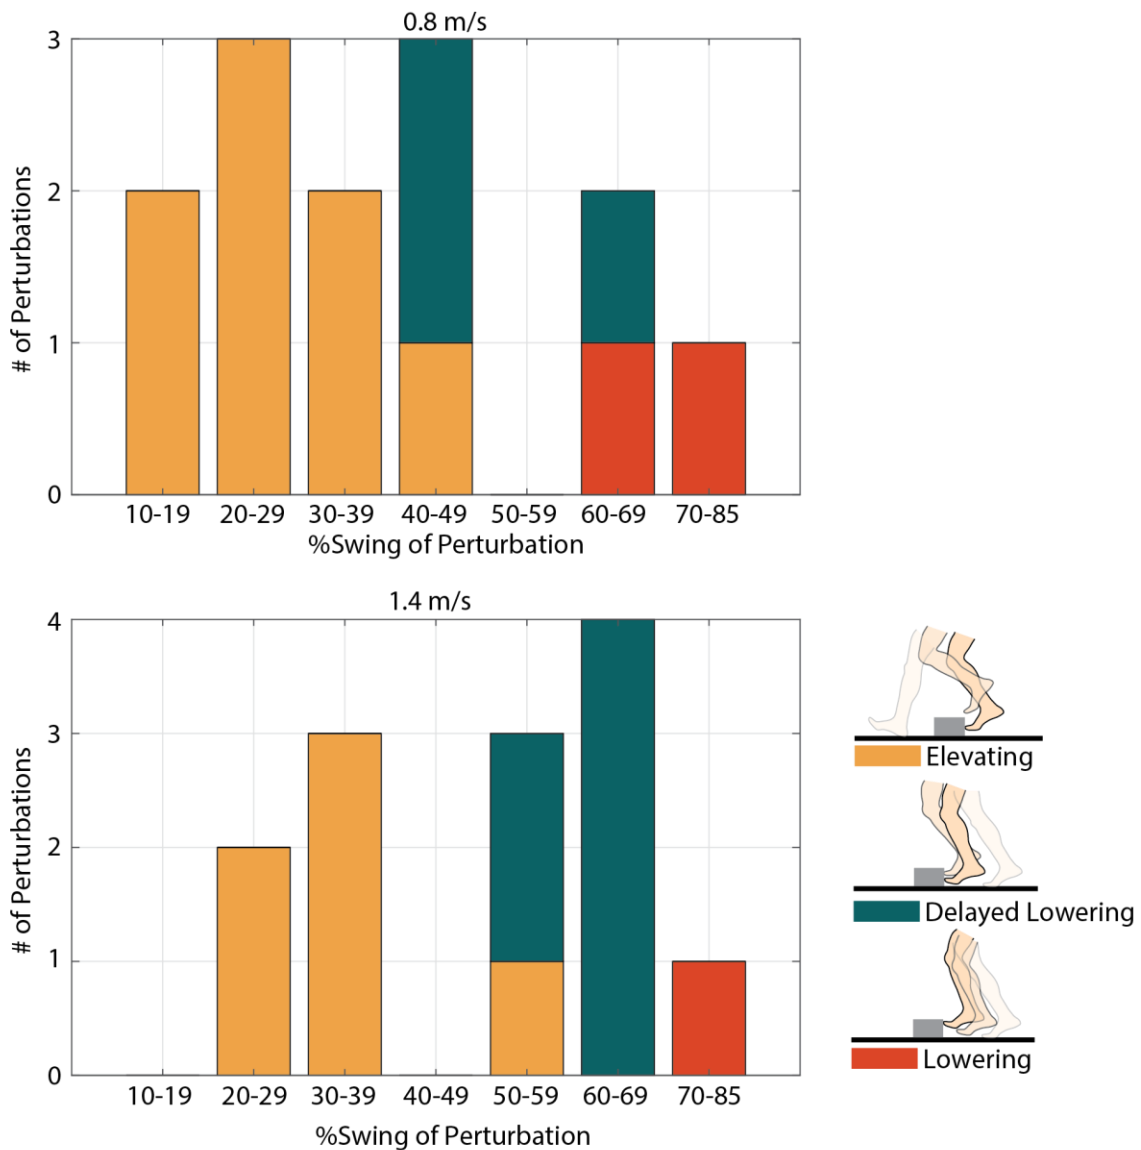 0.8 m/s
3
2
1
0
# of Perturbations
10-19 20-29 30-39 40-49 50-59 60-69 70-85
%Swing of Perturbation
1.4 m/s
4
3
2
1
0
# of Perturbations
10-19 20-29 30-39 40-49 50-59 60-69 70-85
%Swing of Perturbation
Elevating
Delayed Lowering
Lowering